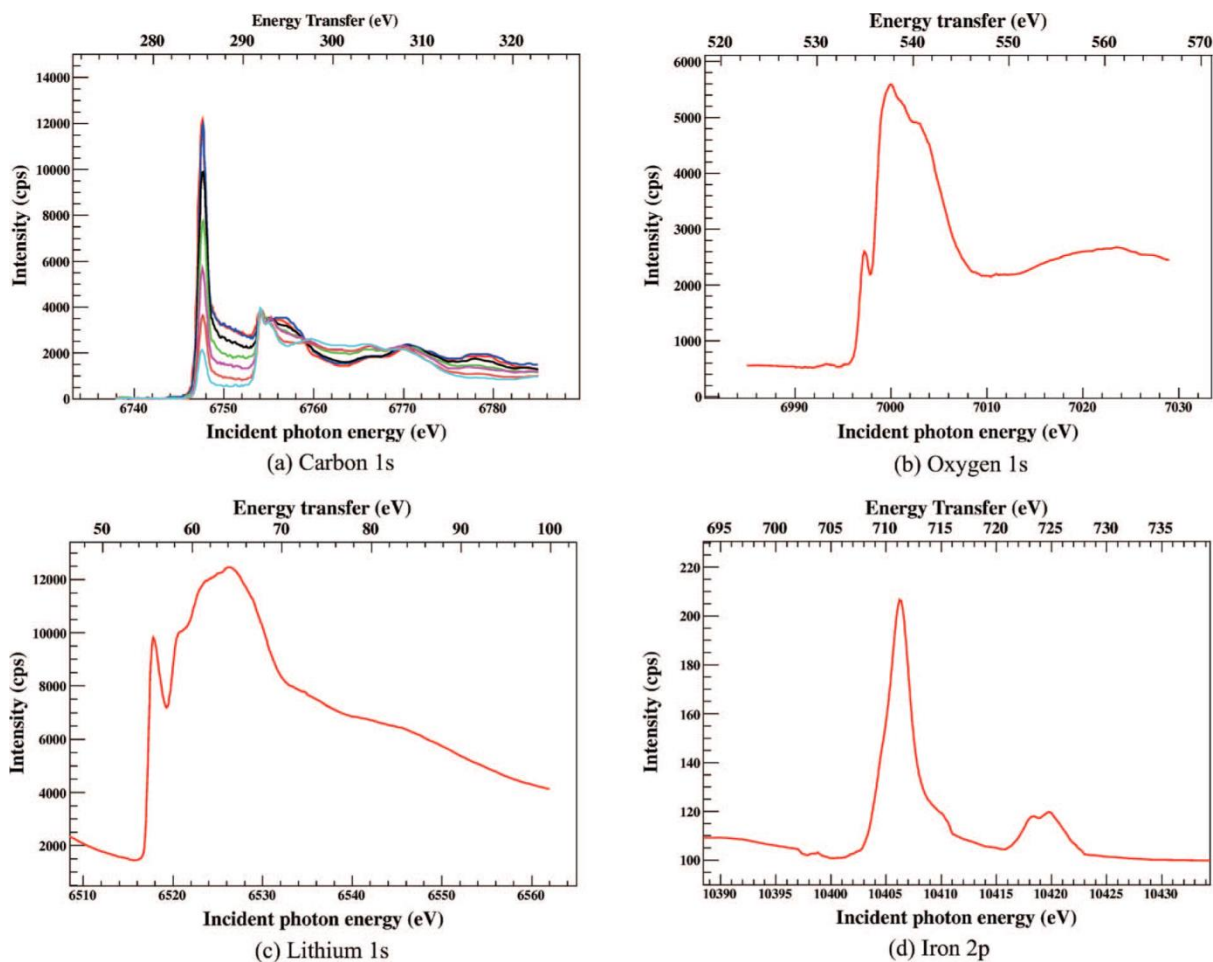 Energy Transfer (eV)
280 290 300 310 320
14000
12000
10000
8000
6000
4000
2000
0
Intensity (cps)
6740 6750 6760 6770 6780
Incident photon energy (eV)
(a) Carbon 1s
Energy transfer (eV)
520 530 540 550 560 570
6000
5000
4000
3000
2000
1000
0
Intensity (cps)
6990 7000 7010 7020 7030
Incident photon energy (eV)
(b) Oxygen 1s
Energy transfer (eV)
50 60 70 80 90 100
12000
10000
8000
6000
4000
2000
Intensity (cps)
6510 6520 6530 6540 6550 6560
Incident photon energy (eV)
(c) Lithium 1s
Energy Transfer (eV)
695 700 705 710 715 720 725 730 735
220
200
180
160
140
120
100
Intensity (cps)
10390 10395 10400 10405 10410 10415 10420 10425 10430
Incident photon energy (eV)
(d) Iron 2p